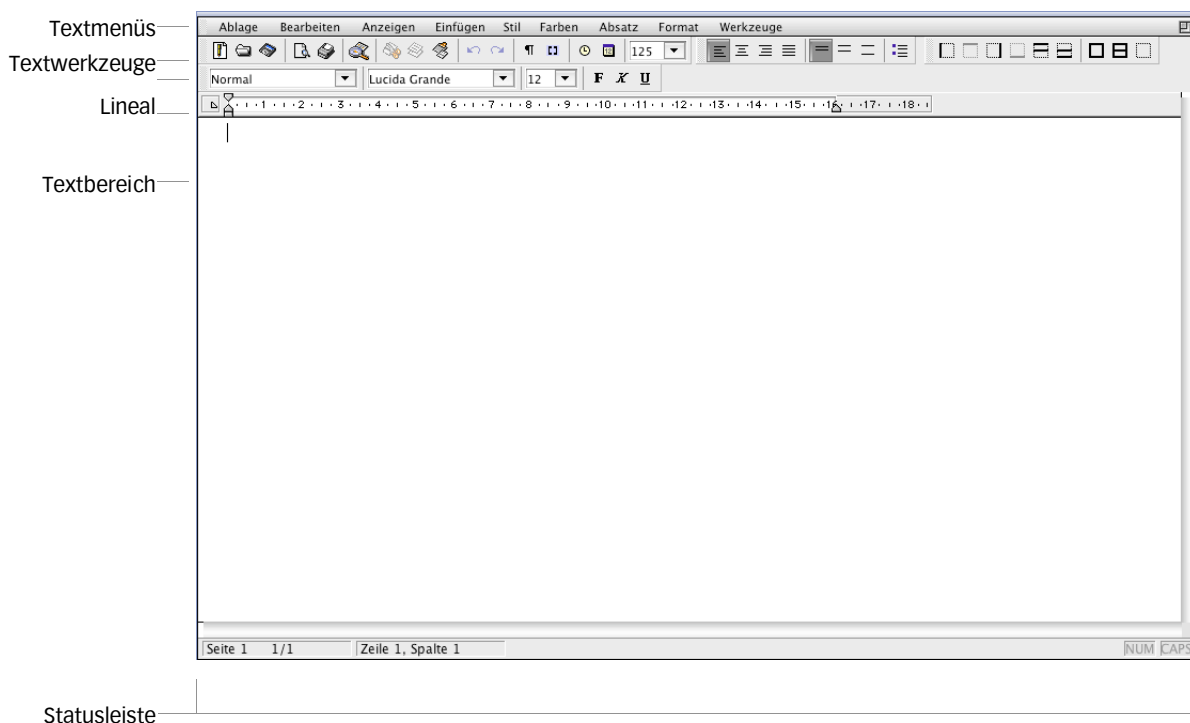 Textmenüs
Ablage Bearbeiten Anzeigen Einfügen Stil Farben Absatz Format Werkzeuge
Textwerkzeuge
125
Normal Lucida Grande 12 F K U
Lineal
1 2 3 4 5 6 7 8 9 10 11 12 13 14 15 16 17 18
Textbereich
Seite 1 1/1 Zeile 1, Spalte 1 NUM CAPS
Statusleiste